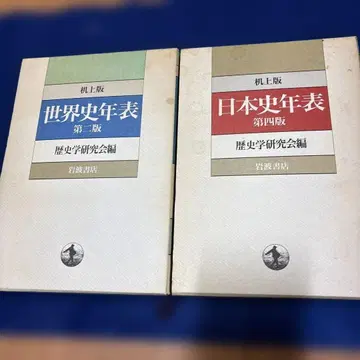 机上版
世界史年表
第二版
歴史学研究会編
岩波書店
机上版
日本史年表
第四版
歴史学研究会編
岩波書店